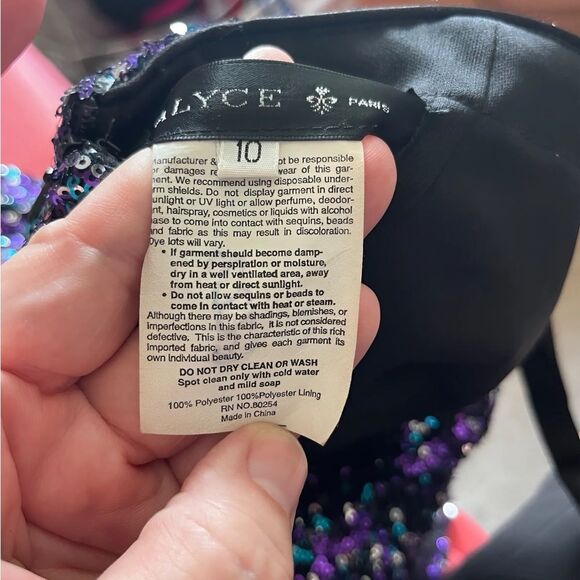 ALYCE PARIS
10
anufacturer & ot be responsible
or damages re wear of this gar-
ment. We recommend using disposable under-
rm shields. Do not display garment in direct
unlight or UV light or allow perfume, deodor-
nt, hairspray, cosmetics or liquids with alcohol
ase to come into contact with sequins, beads
and fabric as this may result in discoloration.
Dye lots will vary.
• If garment should become damp-
ened by perspiration or moisture,
dry in a well ventilated area, away
from heat or direct sunlight.
• Do not allow sequins or beads to
come in contact with heat or steam.
Although there may be shadings, blemishes, or
imperfections in this fabric, it is not considered
defective. This is the characteristic of this rich
imported fabric, and gives each garment its
own individual beauty.
DO NOT DRY CLEAN OR WASH
Spot clean only with cold water
and mild soap
100% Polyester 100%Polyester Lining
RN NO.80254
Made in China